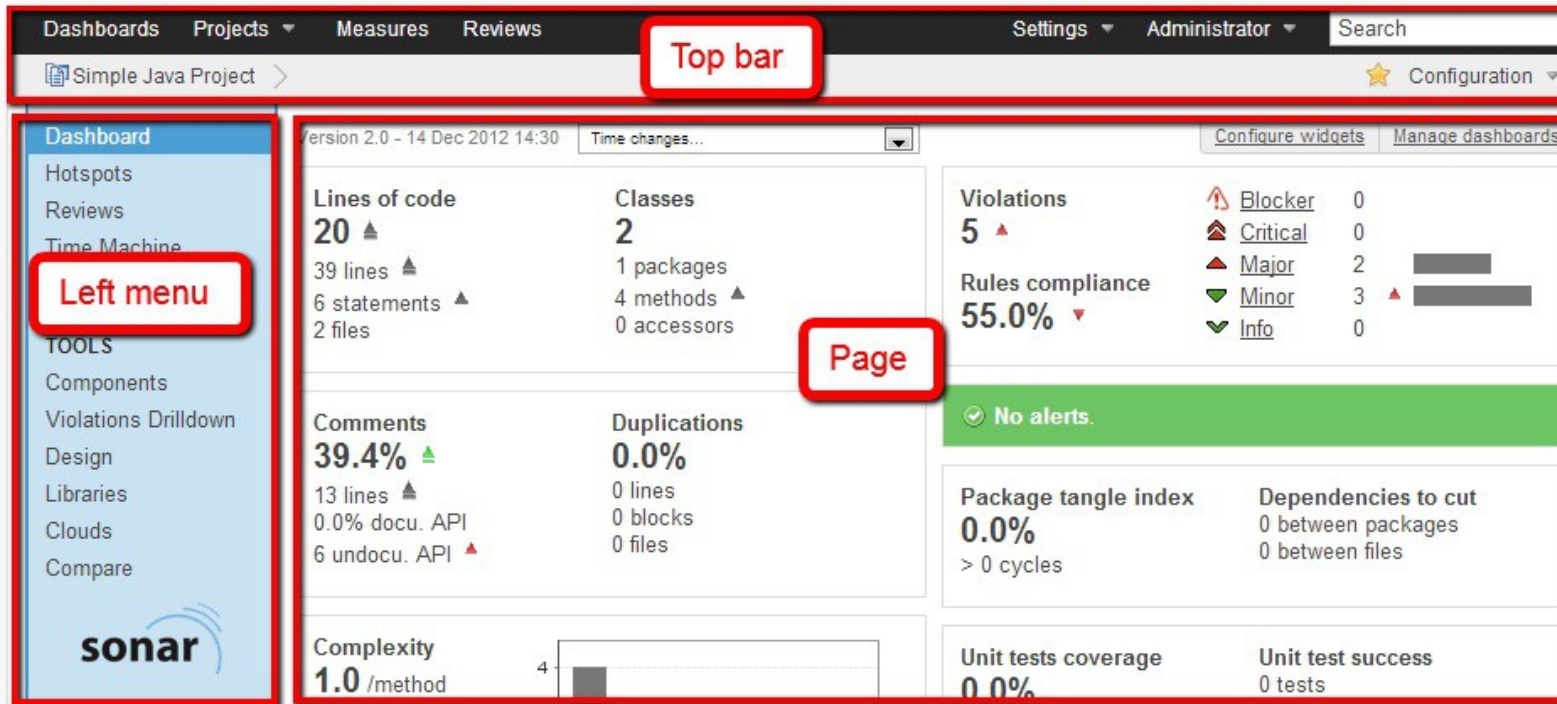 Dashboards Projects Measures Reviews Settings Administrator Search
Top bar
Simple Java Project Configuration
Dashboard
Hotspots
Reviews
Time Machine
Left menu
TOOLS
Components
Violations Drilldown
Design
Libraries
Clouds
Compare
sonar
Version 2.0 - 14 Dec 2012 14:30 Time changes... Configure widgets Manage dashboards
Lines of code
20
39 lines
6 statements
2 files
Classes
2
1 packages
4 methods
0 accessors
Page
Violations
5
Rules compliance
55.0%
Blocker 0
Critical 0
Major 2
Minor 3
Info 0
Comments
39.4%
13 lines
0.0% docu. API
6 undocu. API
Duplications
0.0%
0 lines
0 blocks
0 files
No alerts.
Package tangle index
0.0%
> 0 cycles
Dependencies to cut
0 between packages
0 between files
Complexity
1.0 /method
4
Unit tests coverage
0.0%
Unit test success
0 tests